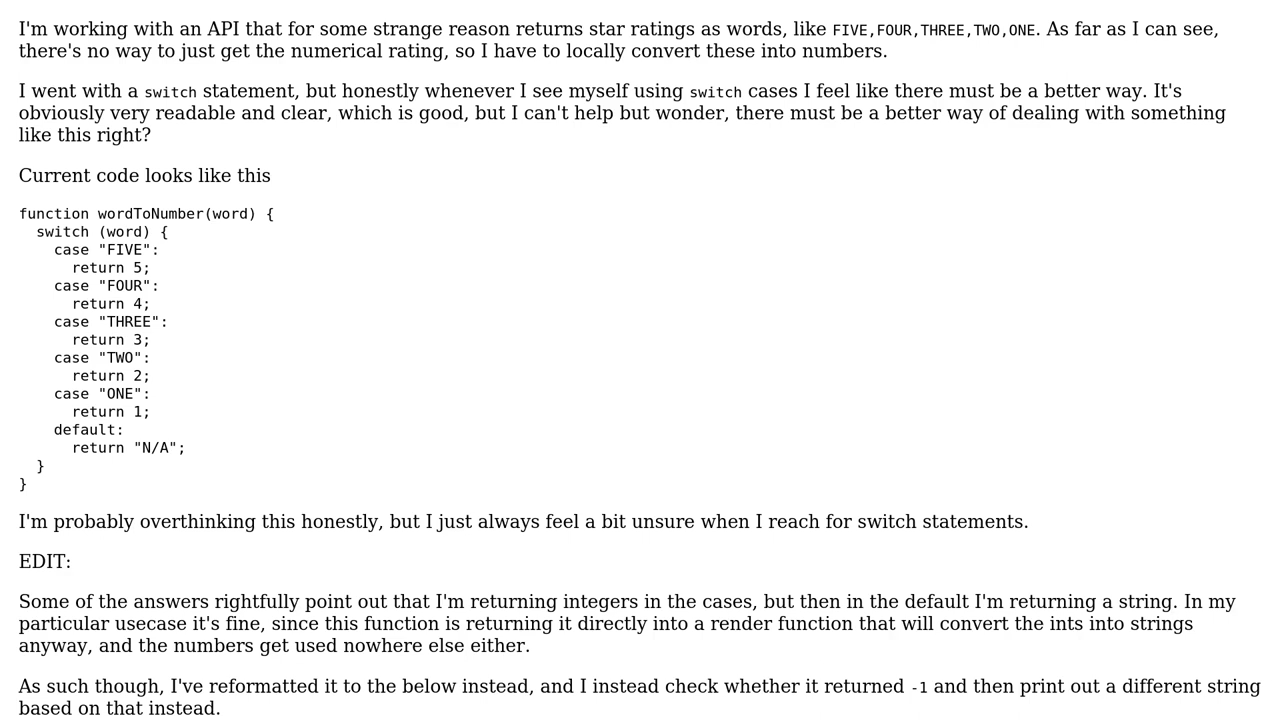 I'm working with an API that for some strange reason returns star ratings as words, like FIVE,FOUR,THREE,TWO,ONE. As far as I can see,
there's no way to just get the numerical rating, so I have to locally convert these into numbers.
I went with a switch statement, but honestly whenever I see myself using switch cases I feel like there must be a better way. It's
obviously very readable and clear, which is good, but I can't help but wonder, there must be a better way of dealing with something
like this right?
Current code looks like this
function wordToNumber(word) {
  switch (word) {
    case "FIVE":
      return 5;
    case "FOUR":
      return 4;
    case "THREE":
      return 3;
    case "TWO":
      return 2;
    case "ONE":
      return 1;
    default:
      return "N/A";
  }
}
I'm probably overthinking this honestly, but I just always feel a bit unsure when I reach for switch statements.
EDIT:
Some of the answers rightfully point out that I'm returning integers in the cases, but then in the default I'm returning a string. In my
particular usecase it's fine, since this function is returning it directly into a render function that will convert the ints into strings
anyway, and the numbers get used nowhere else either.
As such though, I've reformatted it to the below instead, and I instead check whether it returned -1 and then print out a different string
based on that instead.